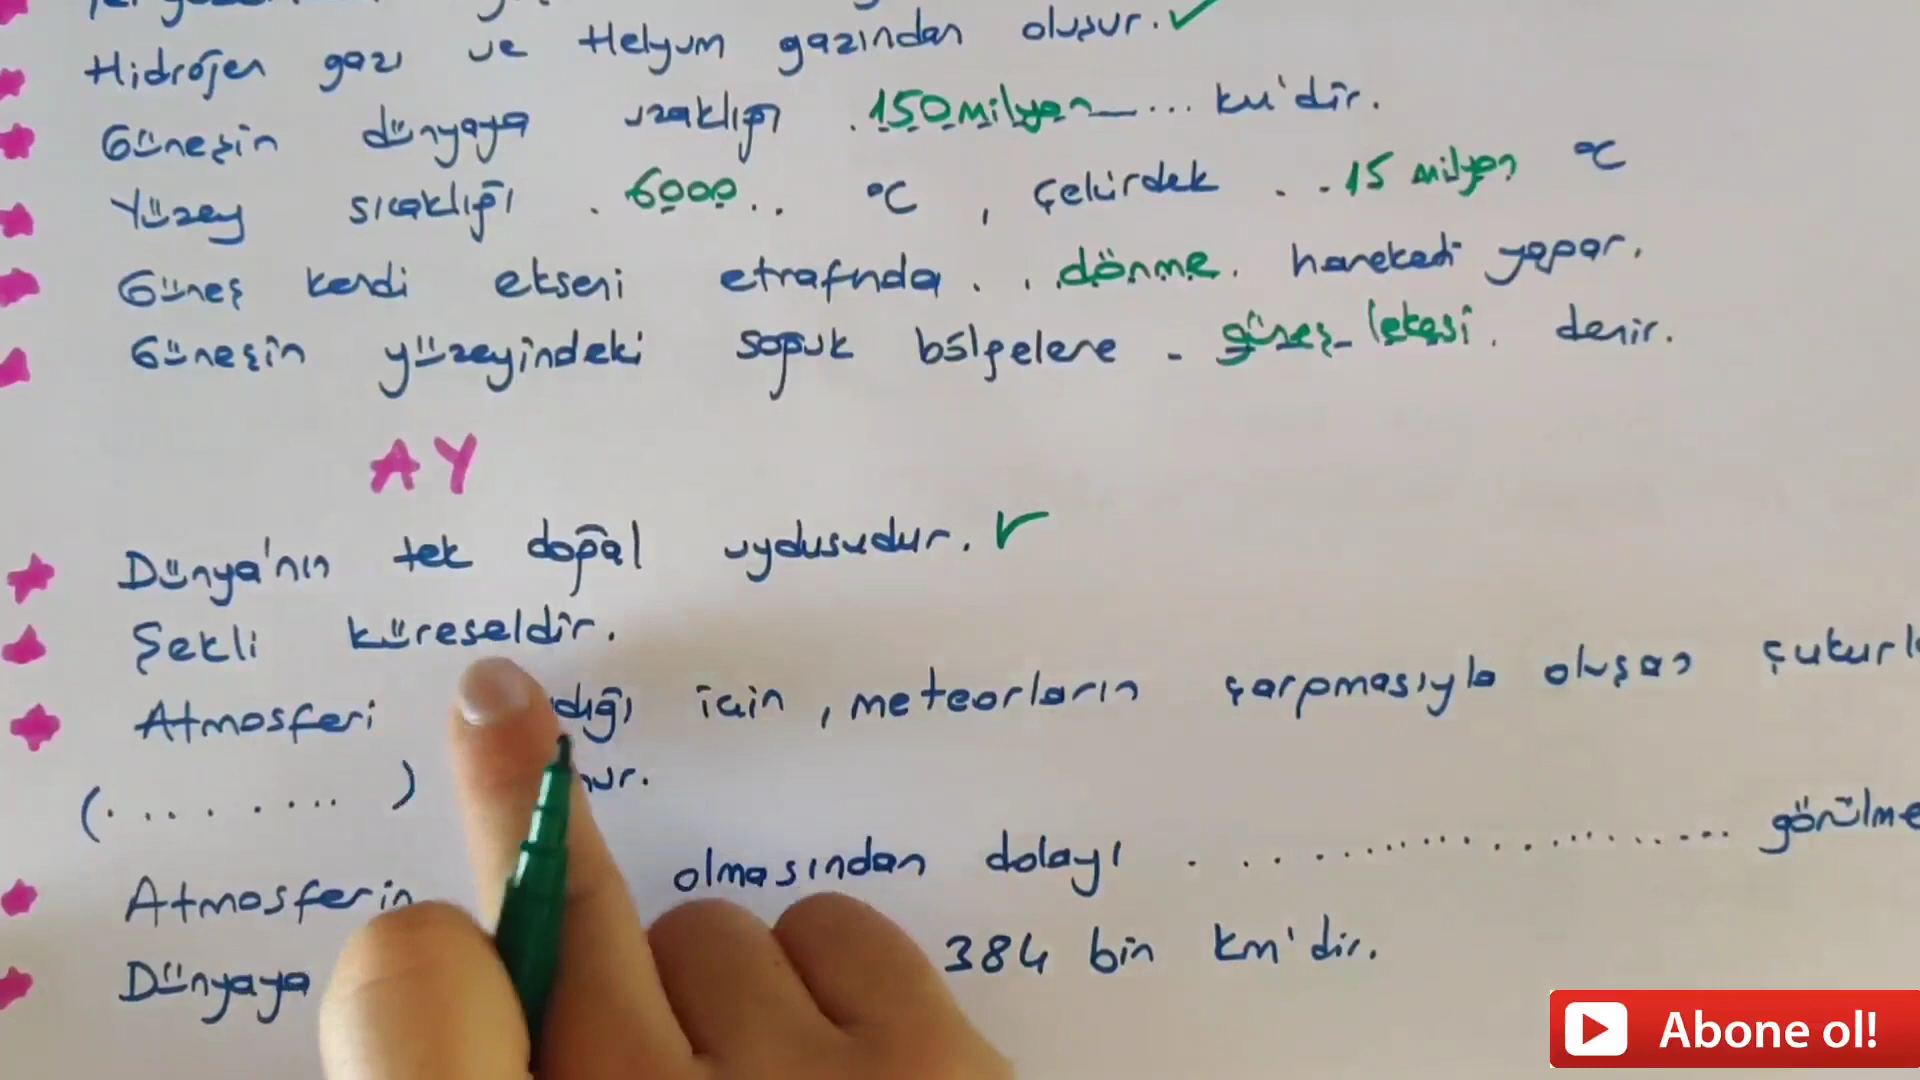 Hidrojen gazı ve Helyum gazından oluşur. ✓
Güneşin dünyaya uzaklığı .150 milyon.... km'dir.
Yüzey sıcaklığı . 6000.. °C , çekirdek . . 15 milyon °C
Güneş kendi ekseni etrafında . . .dönme. hareketi yapar.
Güneşin yüzeyindeki soğuk bölgelere . güneş lekesi . denir.
AY
Dünya'nın tek doğal uydusudur. ✓
Şekli küreseldir.
Atmosferi için , meteorların çarpmasıyla oluşan
(. . . . . . . . )
Atmosferin olmasından dolayı . . . . . . . . . . . . . . . .
Dünyaya 384 bin km'dir.
Abone ol!